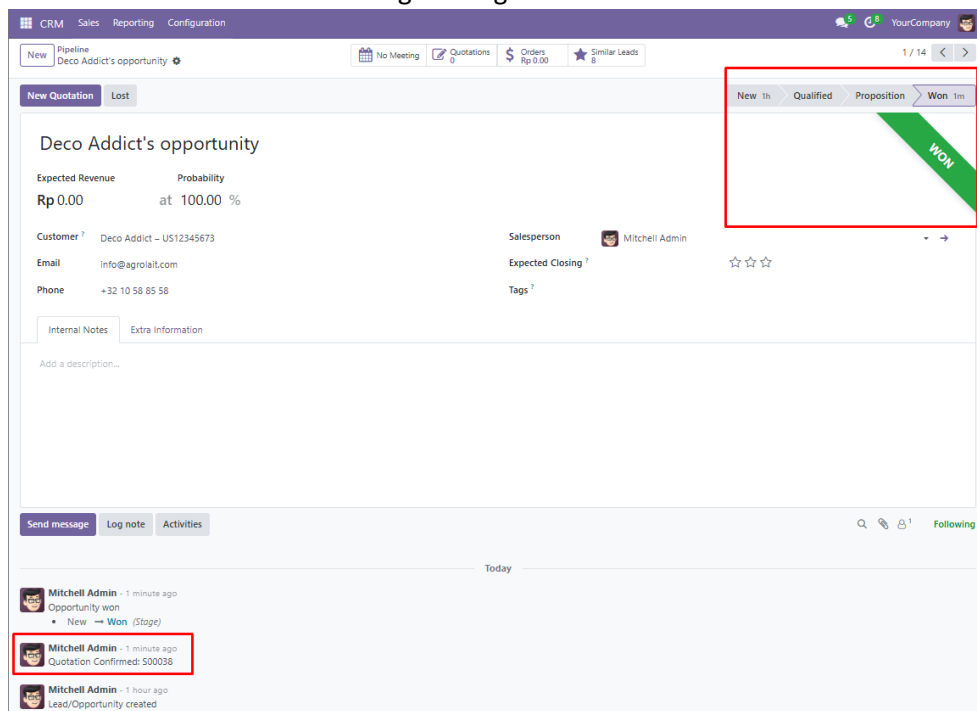 CRM Sales Reporting Configuration 5 8 YourCompany
New Pipeline
Deco Addict's opportunity
No Meeting Quotations 0 $ Orders Rp 0.00 Similar Leads 8
1 / 14
New Quotation Lost
New 1h Qualified Proposition Won 1m
WON
Deco Addict's opportunity
Expected Revenue Probability
Rp 0.00 at 100.00 %
Customer ? Deco Addict – US12345673 Salesperson Mitchell Admin
Email info@agrolait.com Expected Closing ?
Phone +32 10 58 85 58 Tags ?
Internal Notes Extra Information
Add a description...
Send message Log note Activities 1 Following
Today
Mitchell Admin - 1 minute ago
Opportunity won
• New → Won (Stage)
Mitchell Admin - 1 minute ago
Quotation Confirmed: S00038
Mitchell Admin - 1 hour ago
Lead/Opportunity created